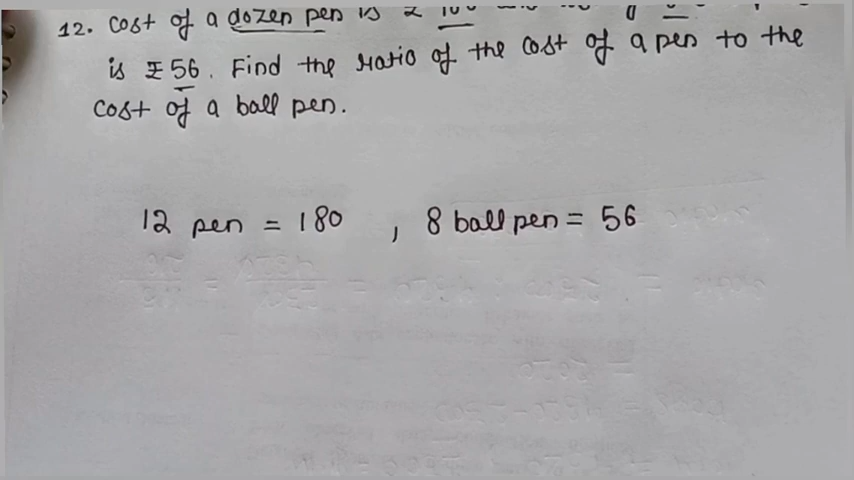 12. Cost of a dozen pen is ₹ 180
is ₹ 56. Find the ratio of the cost of a pen to the
cost of a ball pen.
12 pen = 180 , 8 ball pen = 56